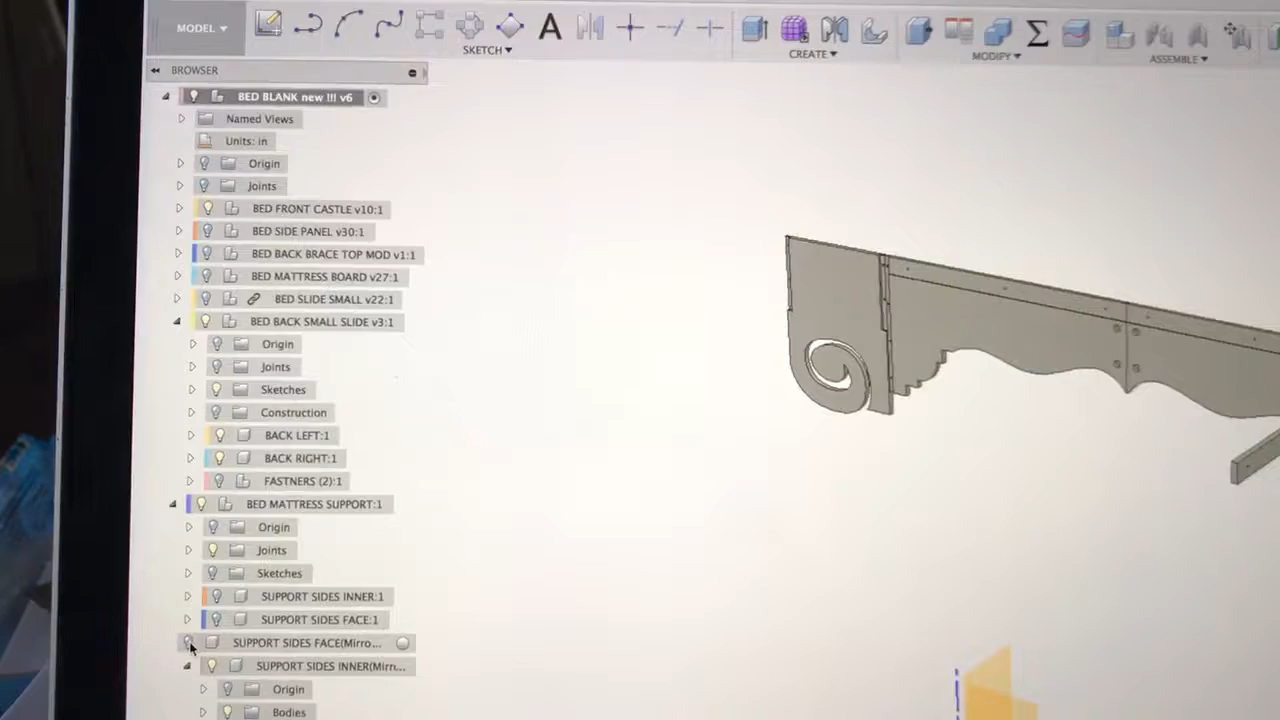 MODEL
A
SKETCH
CREATE
MODIFY
ASSEMBLE
BROWSER
BED BLANK new !!! v6
Named Views
Units: in
Origin
Joints
BED FRONT CASTLE v10:1
BED SIDE PANEL v30:1
BED BACK BRACE TOP MOD v1:1
BED MATTRESS BOARD v27:1
BED SLIDE SMALL v22:1
BED BACK SMALL SLIDE v3:1
Origin
Joints
Sketches
Construction
BACK LEFT:1
BACK RIGHT:1
FASTNERS (2):1
BED MATTRESS SUPPORT:1
Origin
Joints
Sketches
SUPPORT SIDES INNER:1
SUPPORT SIDES FACE:1
SUPPORT SIDES FACE(Mirro...
SUPPORT SIDES INNER(Mirr...
Origin
Bodies